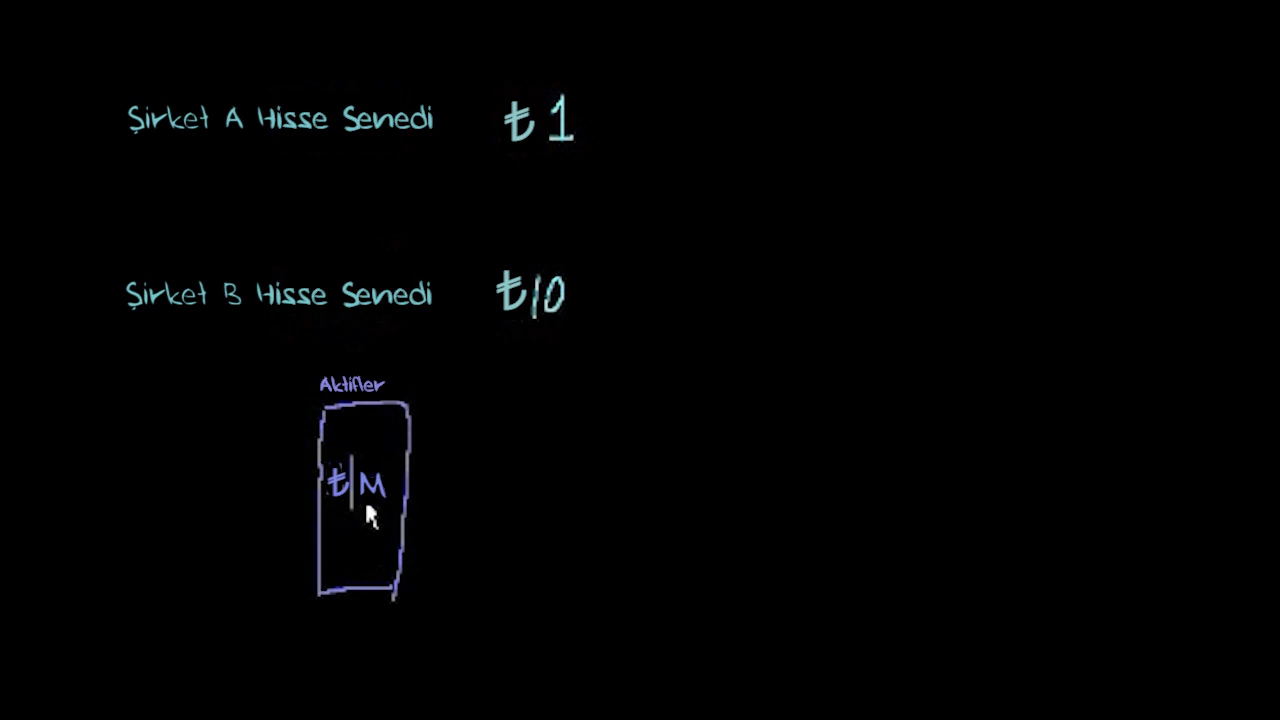 Şirket A Hisse Senedi ₺1
Şirket B Hisse Senedi ₺10
Aktifler
₺1M